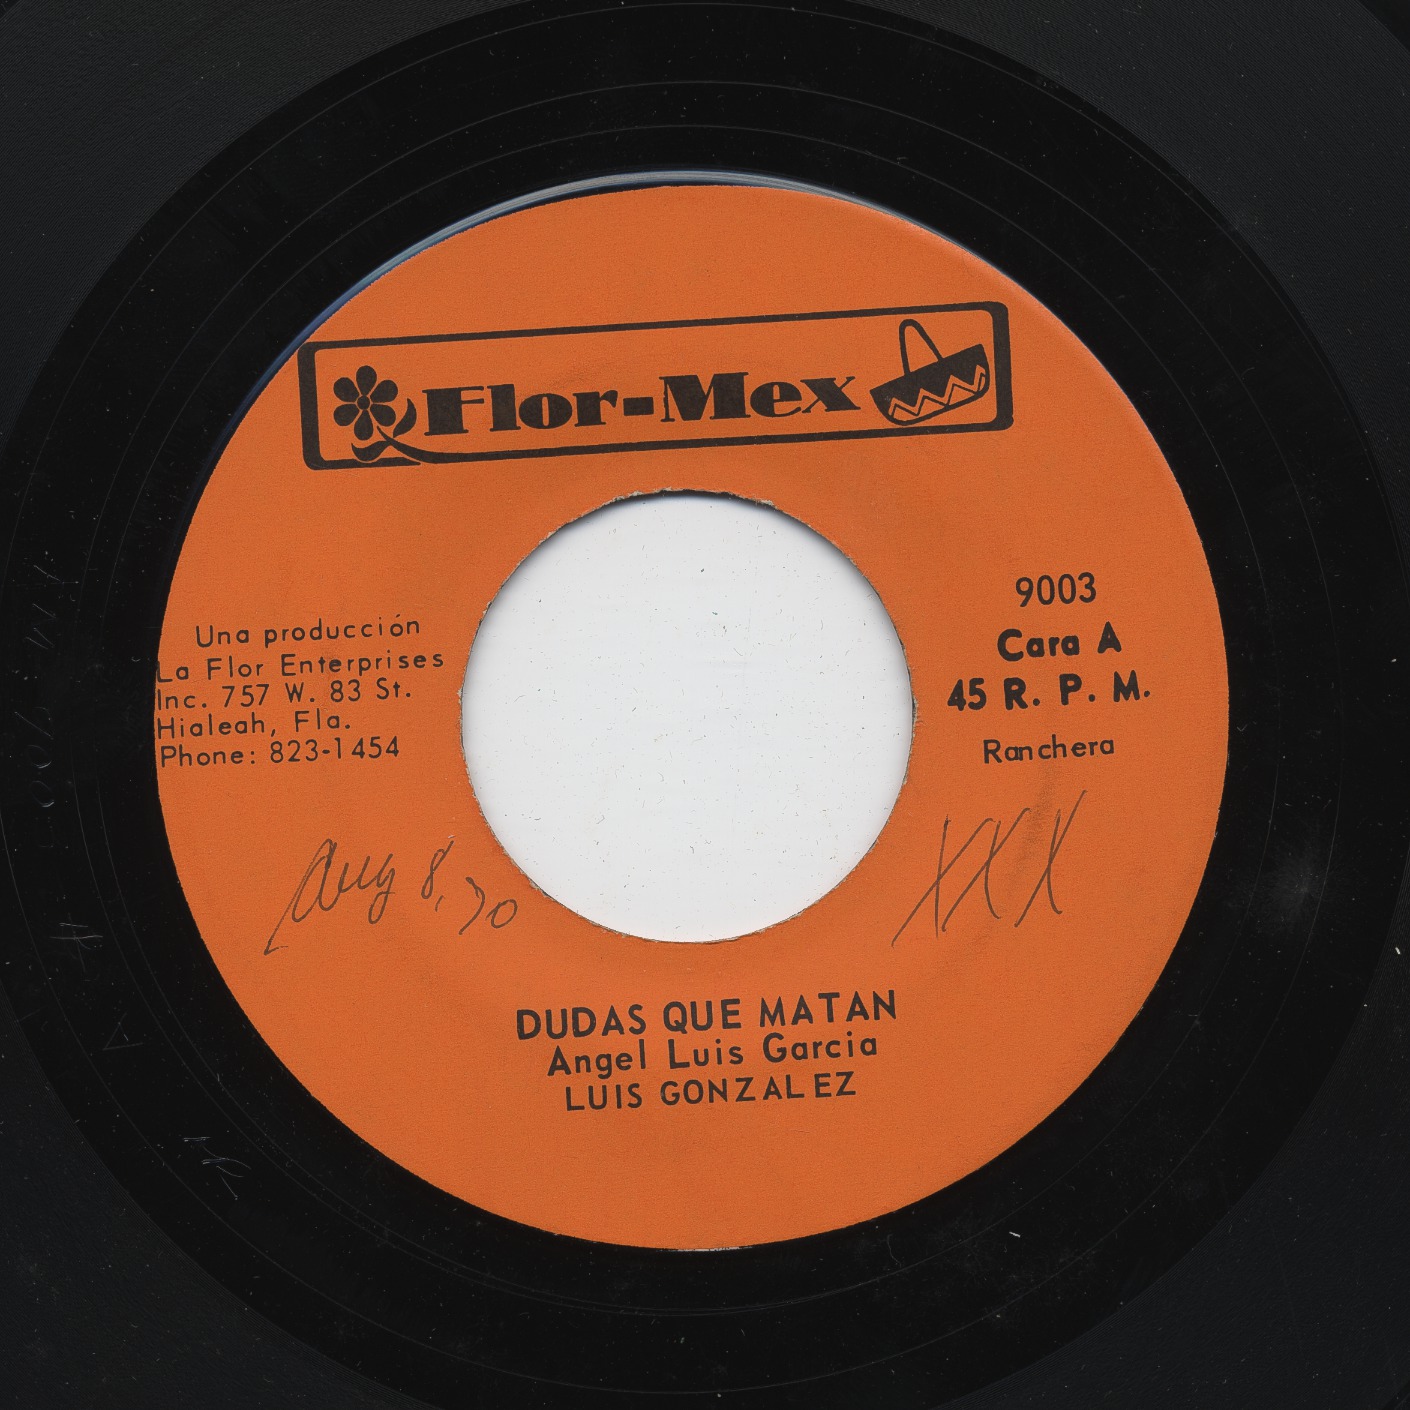 Flor-Mex
Una producción
La Flor Enterprises
Inc. 757 W. 83 St.
Hialeah, Fla.
Phone: 823-1454
9003
Cara A
45 R. P. M.
Ranchera
Aug 8, 70
XXX
DUDAS QUE MATAN
Angel Luis Garcia
LUIS GONZALEZ